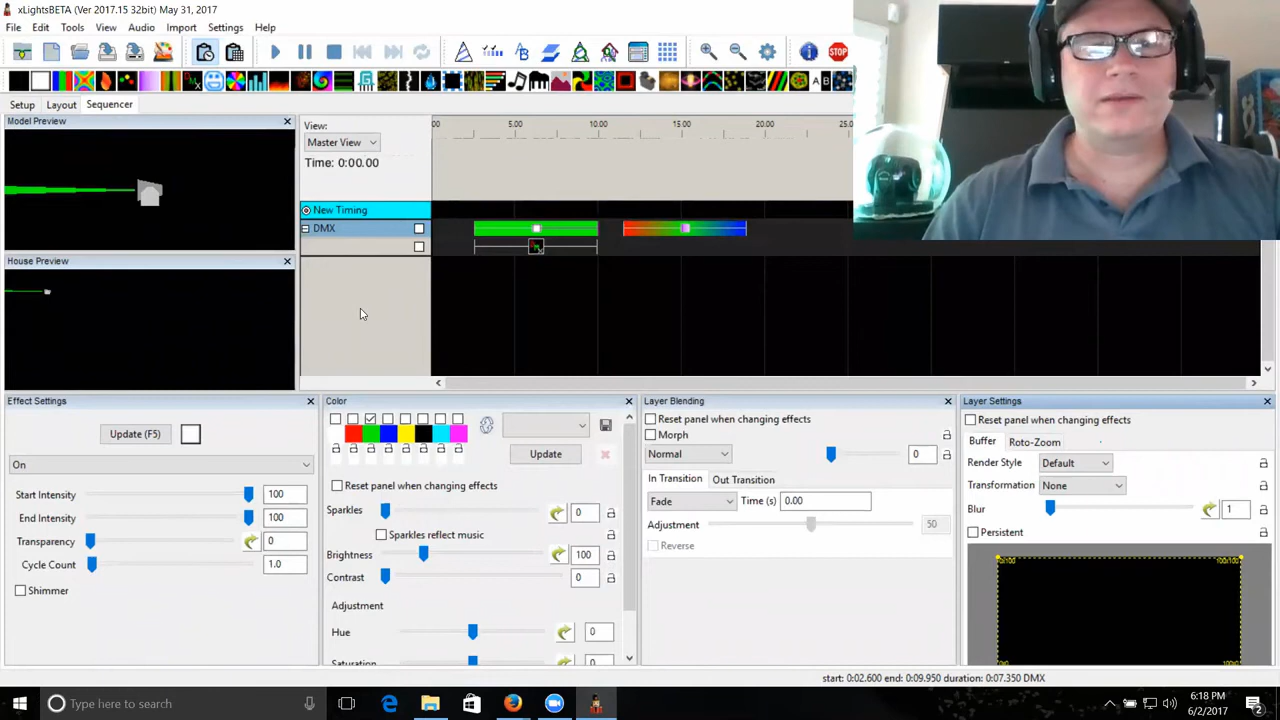 xLightsBETA (Ver 2017.15 32bit) May 31, 2017
File Edit Tools View Audio Import Settings Help
Setup Layout Sequencer
Model Preview
House Preview
View:
Master View
Time: 0:00.00
5.00 10.00 15.00 20.00
New Timing
DMX
Effect Settings
Update (F5)
On
Start Intensity 100
End Intensity 100
Transparency 0
Cycle Count 1.0
Shimmer
Color
Update
Reset panel when changing effects
Sparkles 0
Sparkles reflect music
Brightness 100
Contrast 0
Adjustment
Hue 0
Saturation
Layer Blending
Reset panel when changing effects
Morph
Normal 0
In Transition Out Transition
Fade Time (s) 0.00
Adjustment 50
Reverse
Layer Settings
Reset panel when changing effects
Buffer Roto-Zoom
Render Style Default
Transformation None
Blur 1
Persistent
100/100
start: 0:02.600 end: 0:09.950 duration: 0:07.350 DMX
Type here to search
6:18 PM
6/2/2017
2